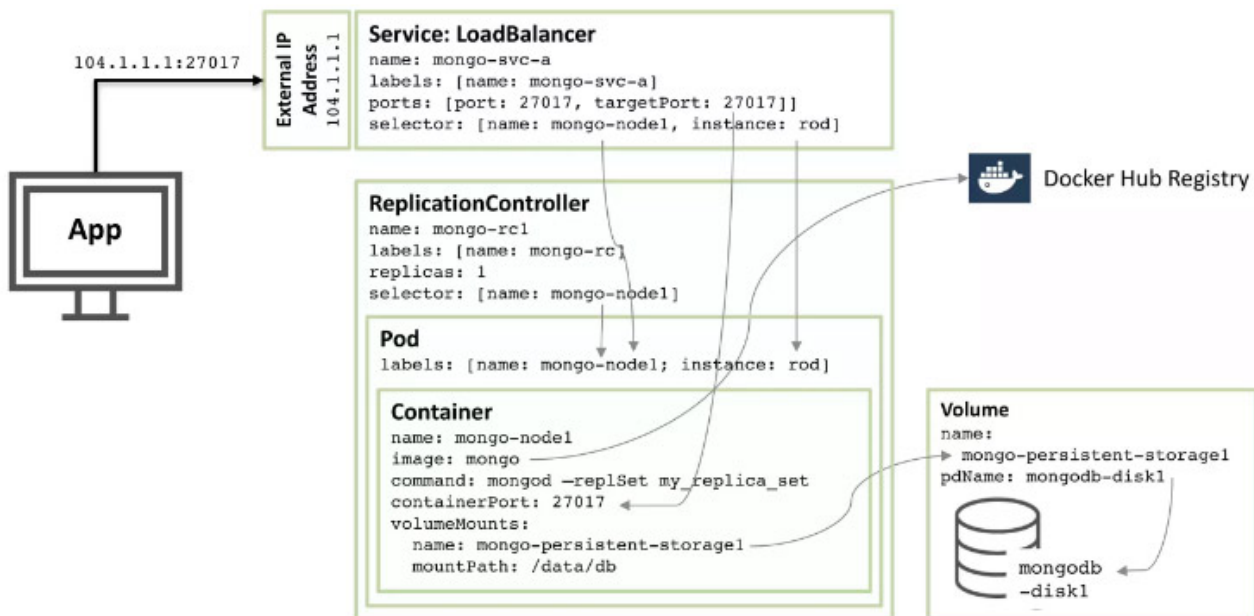 104.1.1.1:27017
App
External IP
Address
104.1.1.1
Service: LoadBalancer
name: mongo-svc-a
labels: [name: mongo-svc-a]
ports: [port: 27017, targetPort: 27017]]
selector: [name: mongo-node1, instance: rod]
Docker Hub Registry
ReplicationController
name: mongo-rc1
labels: [name: mongo-rc]
replicas: 1
selector: [name: mongo-node1]
Pod
labels: [name: mongo-node1; instance: rod]
Container
name: mongo-node1
image: mongo
command: mongod –replSet my_replica_set
containerPort: 27017
volumeMounts:
name: mongo-persistent-storage1
mountPath: /data/db
Volume
name:
mongo-persistent-storage1
pdName: mongodb-disk1
mongodb
-disk1